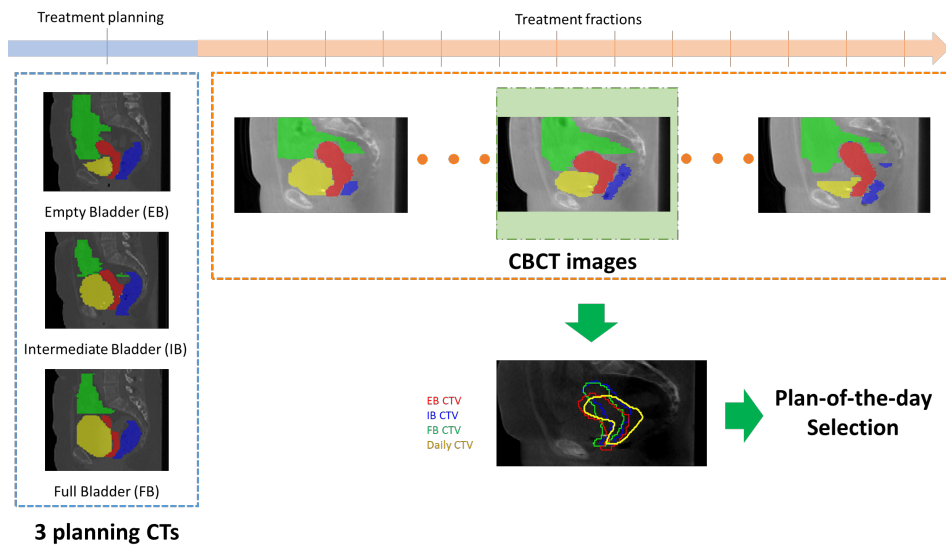 Treatment planning
Treatment fractions
Empty Bladder (EB)
Intermediate Bladder (IB)
Full Bladder (FB)
3 planning CTs
CBCT images
EB CTV
IB CTV
FB CTV
Daily CTV
Plan-of-the-day
Selection